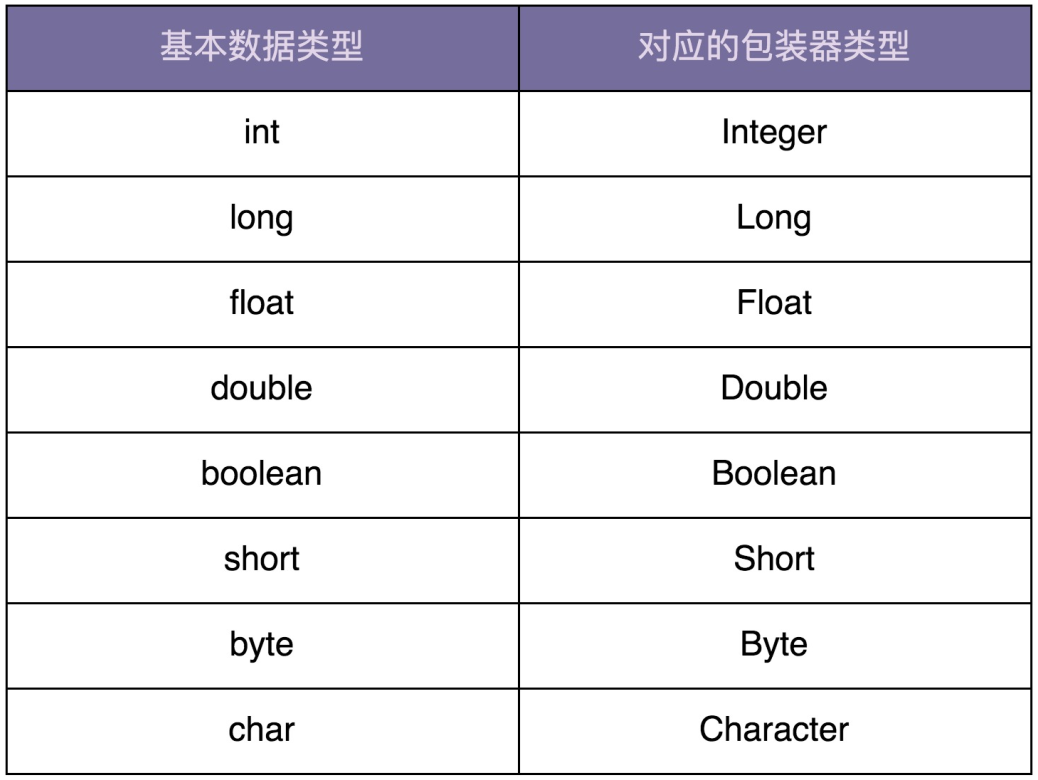 基本数据类型 对应的包装器类型
int Integer
long Long
float Float
double Double
boolean Boolean
short Short
byte Byte
char Character